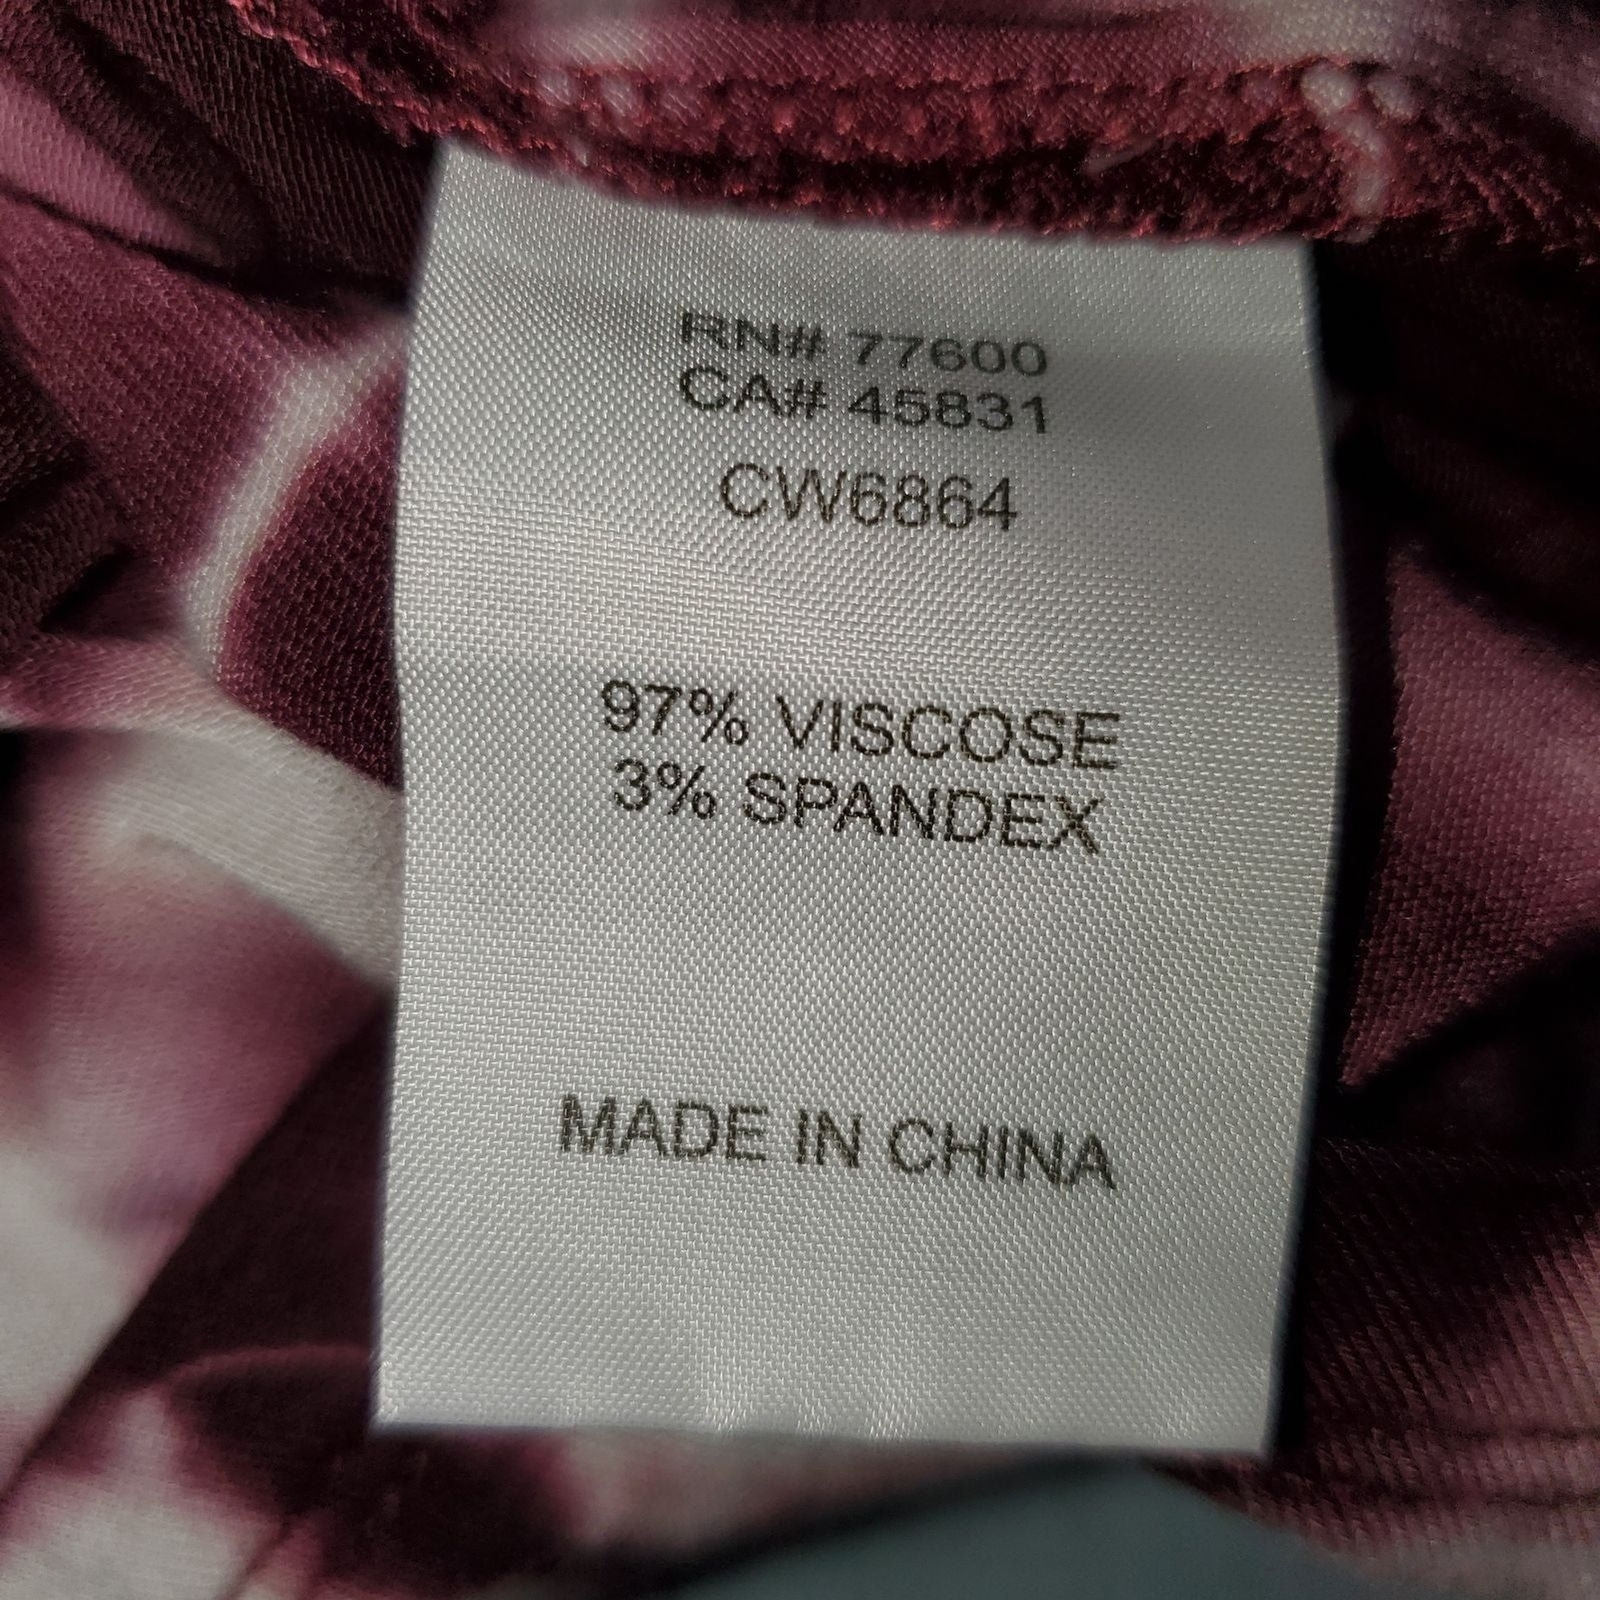 RN# 77600
CA# 45831
CW6864
97% VISCOSE
3% SPANDEX
MADE IN CHINA